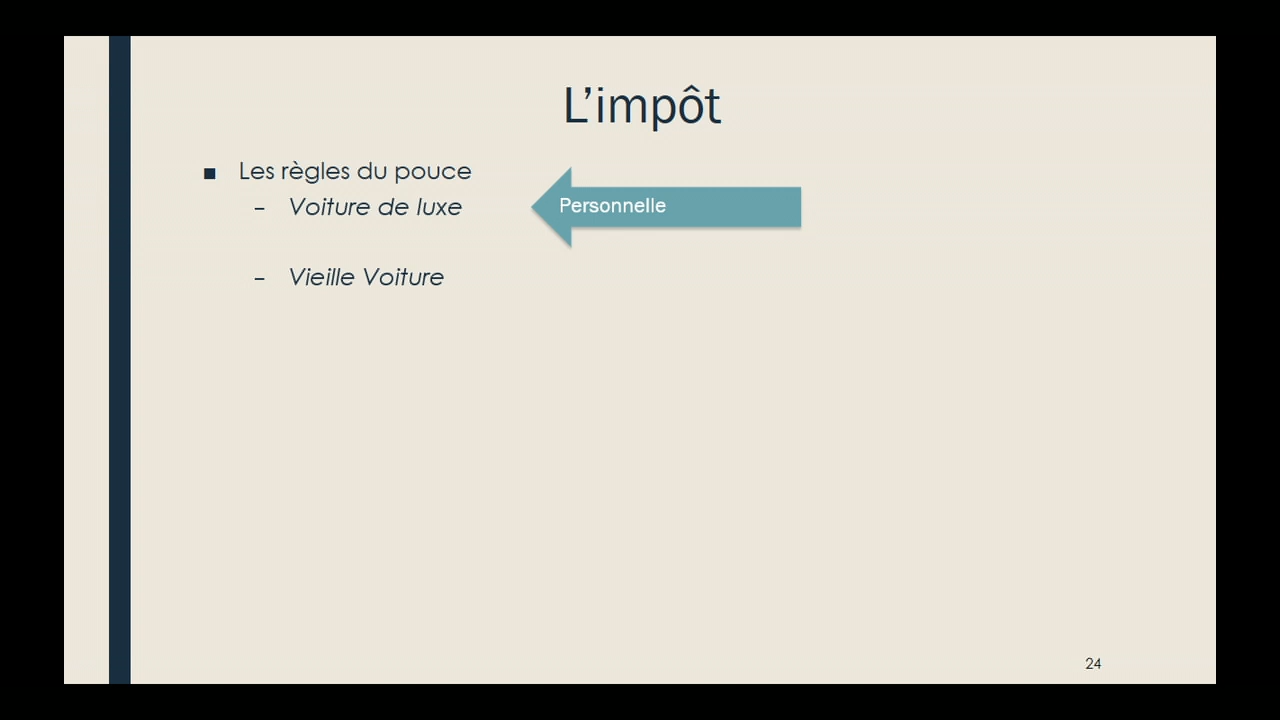 L’impôt
■ Les règles du pouce
– Voiture de luxe
Personnelle
– Vieille Voiture
24